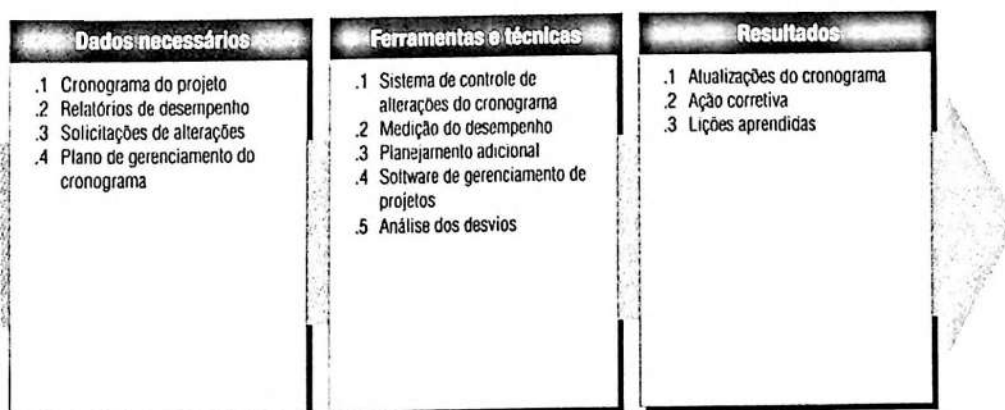 Dados necessários
.1 Cronograma do projeto
.2 Relatórios de desempenho
.3 Solicitações de alterações
.4 Plano de gerenciamento do
cronograma
Ferramentas e técnicas
.1 Sistema de controle de
alterações do cronograma
.2 Medição do desempenho
.3 Planejamento adicional
.4 Software de gerenciamento de
projetos
.5 Análise dos desvios
Resultados
.1 Atualizações do cronograma
.2 Ação corretiva
.3 Lições aprendidas